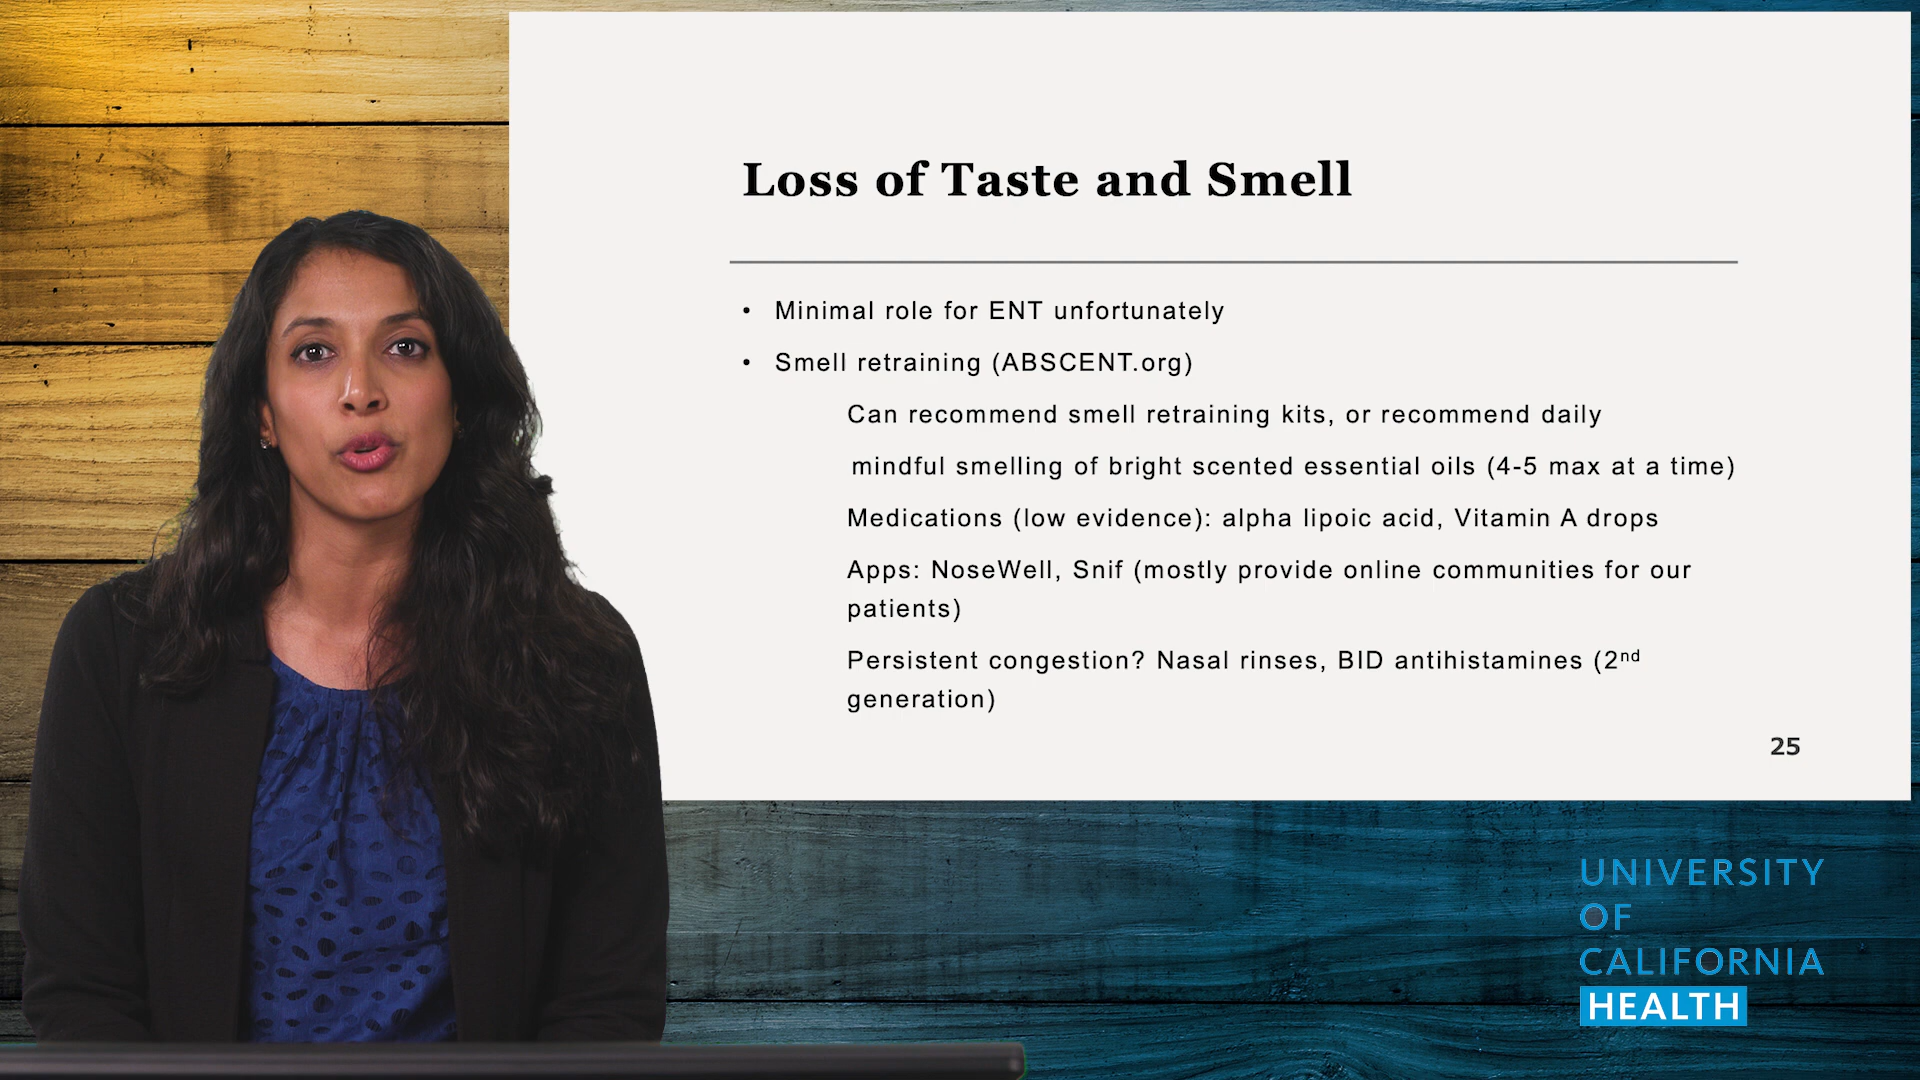 Loss of Taste and Smell
• Minimal role for ENT unfortunately
• Smell retraining (ABSCENT.org)
Can recommend smell retraining kits, or recommend daily
mindful smelling of bright scented essential oils (4-5 max at a time)
Medications (low evidence): alpha lipoic acid, Vitamin A drops
Apps: NoseWell, Snif (mostly provide online communities for our
patients)
Persistent congestion? Nasal rinses, BID antihistamines (2nd
generation)
25
UNIVERSITY
OF
CALIFORNIA
HEALTH